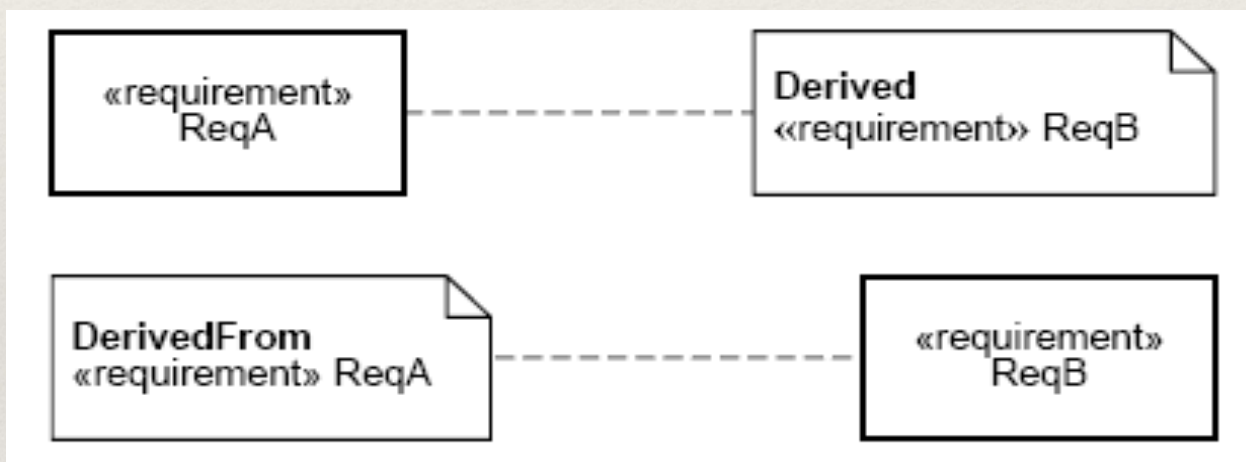 «requirement»
ReqA
Derived
«requirement» ReqB
DerivedFrom
«requirement» ReqA
«requirement»
ReqB